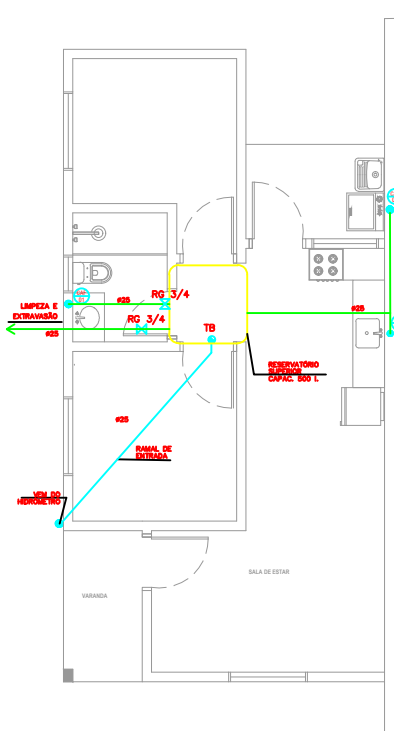 RG 3/4
LIMPEZA E
EXTRAVASÃO
ø25
ø25
RG 3/4
TB
ø25
RESERVATÓRIO
SUPERIOR
CAPAC. 500 l.
ø25
RAMAL DE
ENTRADA
VEM DO
HIDRÔMETRO
SALA DE ESTAR
VARANDA